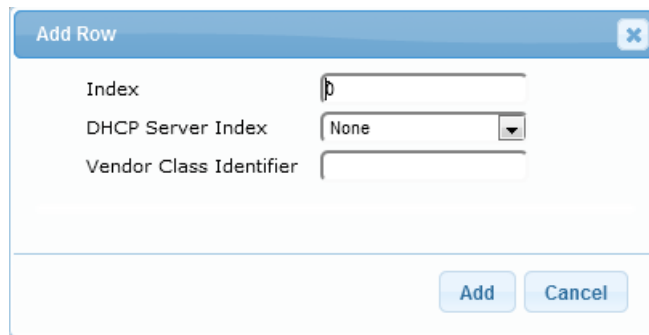 Add Row
Index 0
DHCP Server Index None
Vendor Class Identifier
Add Cancel